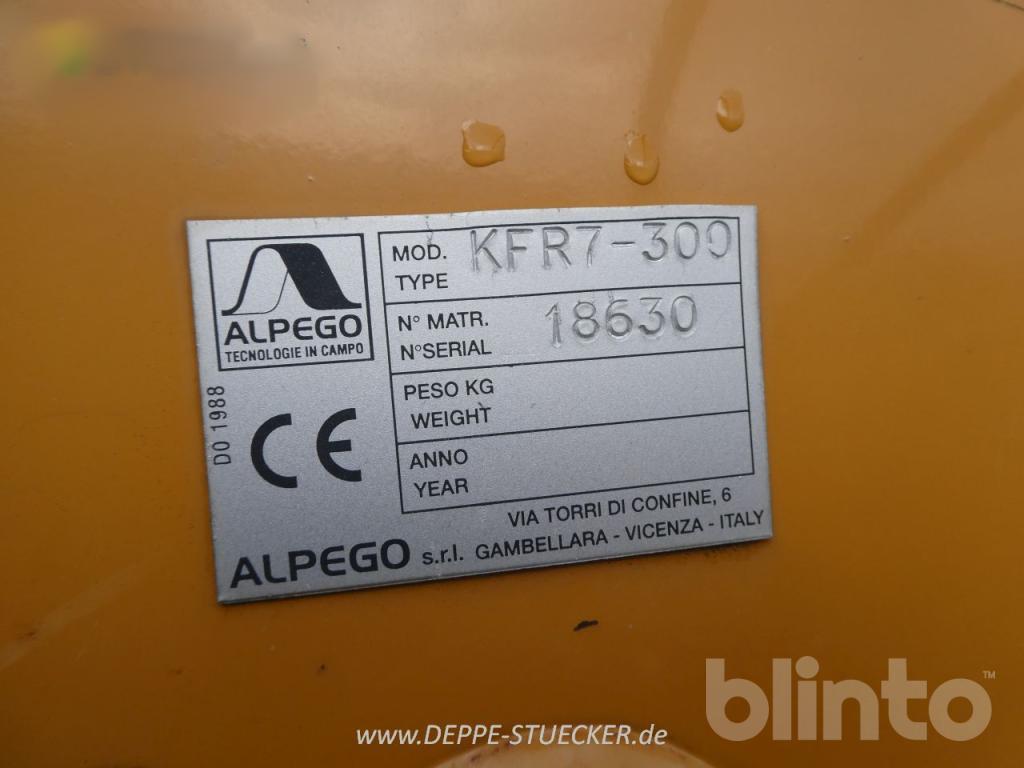 ALPEGO
TECNOLOGIE IN CAMPO
DO 1988
CE
MOD. KFR7-300
TYPE
N° MATR. 18630
N° SERIAL
PESO KG
WEIGHT
ANNO
YEAR
VIA TORRI DI CONFINE, 6
ALPEGO s.r.l. GAMBELLARA - VICENZA - ITALY
blinto™
www.DEPPE-STUECKER.de